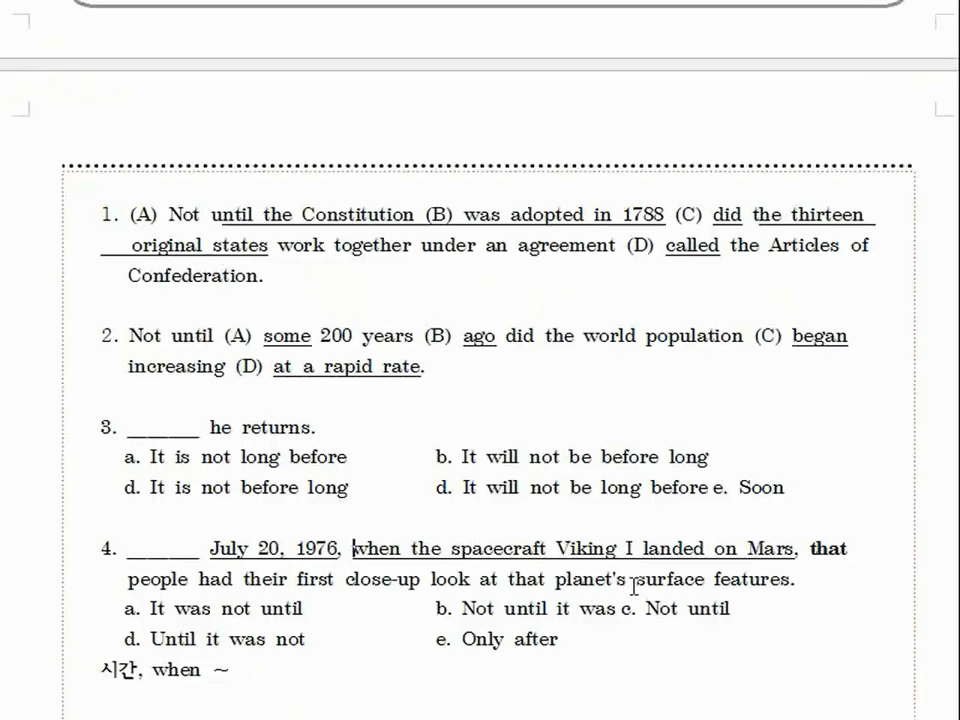 1. (A) Not until the Constitution (B) was adopted in 1788 (C) did the thirteen
original states work together under an agreement (D) called the Articles of
Confederation.
2. Not until (A) some 200 years (B) ago did the world population (C) began
increasing (D) at a rapid rate.
3. ______ he returns.
a. It is not long before b. It will not be before long
d. It is not before long d. It will not be long before e. Soon
4. ______ July 20, 1976, when the spacecraft Viking I landed on Mars, that
people had their first close-up look at that planet's surface features.
a. It was not until b. Not until it was c. Not until
d. Until it was not e. Only after
시간, when ~